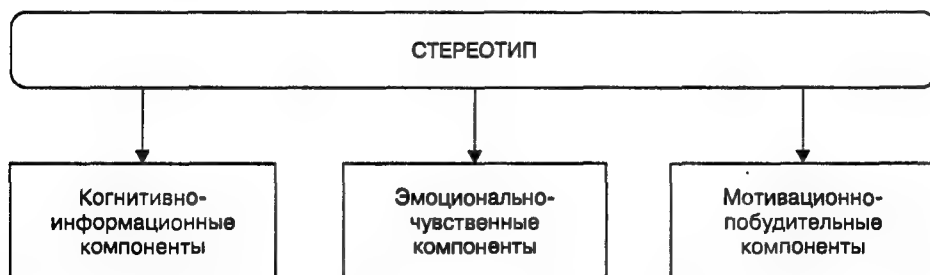 СТЕРЕОТИП
Когнитивно-
информационные
компоненты
Эмоционально-
чувственные
компоненты
Мотивационно-
побудительные
компоненты